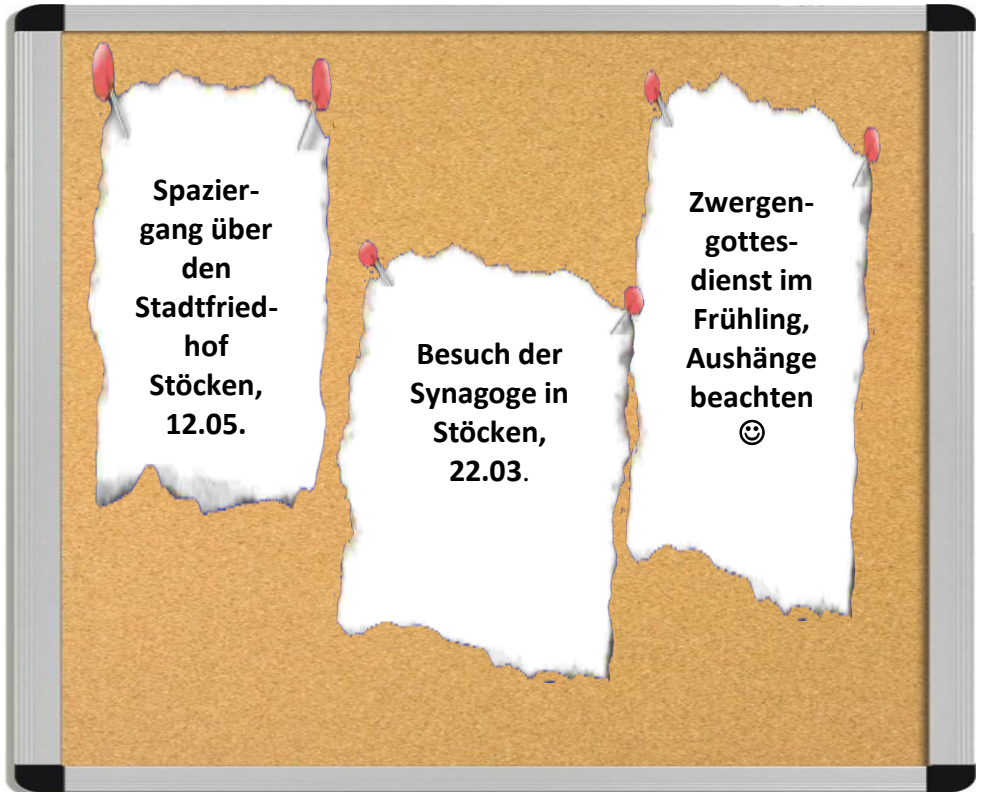 Spazier-
gang über
den
Stadtfried-
hof
Stöcken,
12.05.
Besuch der
Synagoge in
Stöcken,
22.03.
Zwergen-
gottes-
dienst im
Frühling,
Aushänge
beachten
☺